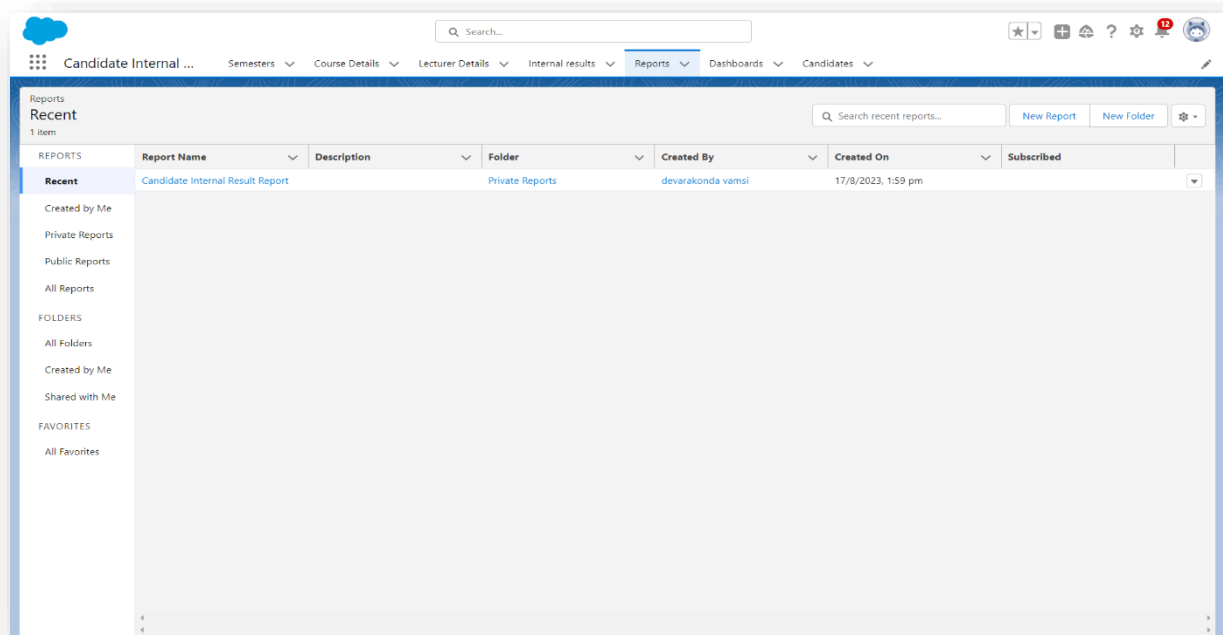 Search...
12
Candidate Internal ... Semesters Course Details Lecturer Details Internal results Reports Dashboards Candidates
Reports
Recent
1 item
Search recent reports... New Report New Folder
REPORTS Report Name Description Folder Created By Created On Subscribed
Recent Candidate Internal Result Report Private Reports devarakonda vamsi 17/8/2023, 1:59 pm
Created by Me
Private Reports
Public Reports
All Reports
FOLDERS
All Folders
Created by Me
Shared with Me
FAVORITES
All Favorites